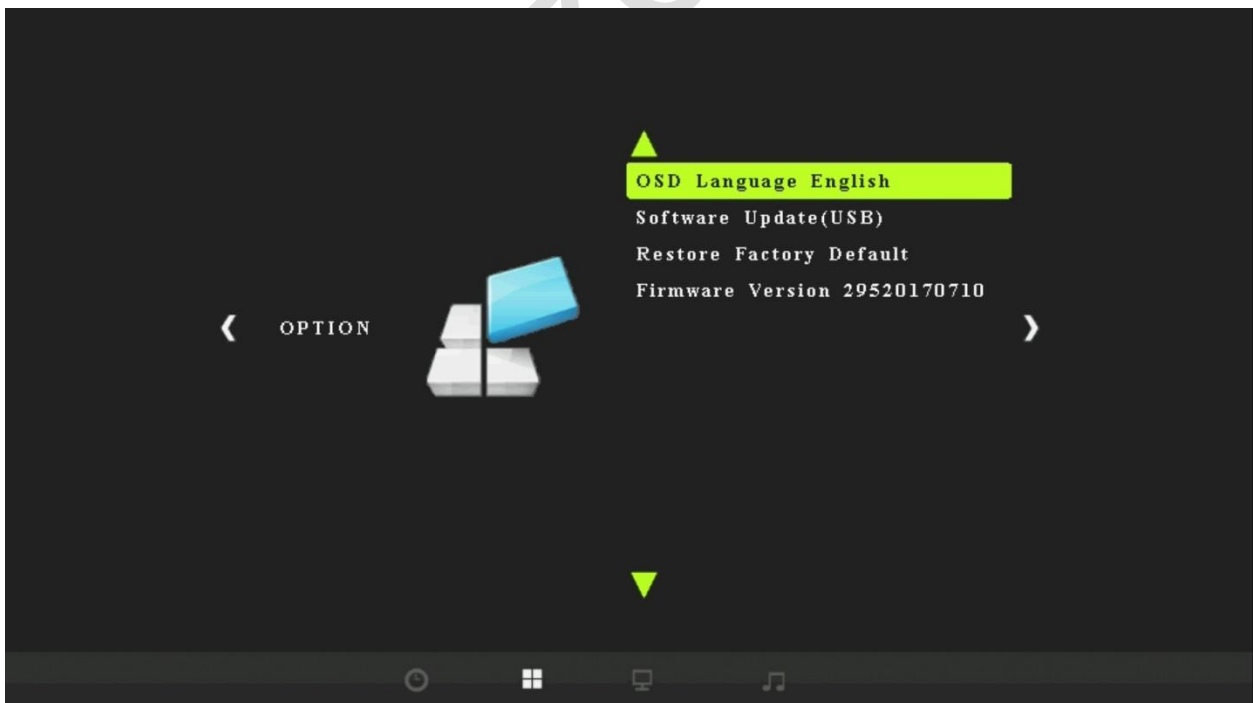 OSD Language English
Software Update(USB)
Restore Factory Default
Firmware Version 29520170710
OPTION